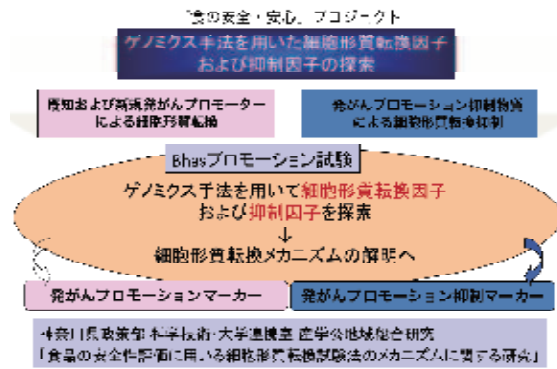 「食の安全・安心」プロジェクト
ゲノミクス手法を用いた細胞形質転換因子
および抑制因子の探索
既知および新規発がんプロモーター
による細胞形質転換
発がんプロモーション抑制物質
による細胞形質転換抑制
Bhasプロモーション試験
ゲノミクス手法を用いて細胞形質転換因子
および抑制因子を探索
↓
細胞形質転換メカニズムの解明へ
発がんプロモーションマーカー
発がんプロモーション抑制マーカー
神奈川県政策部 科学技術・大学連携室 産学公地域総合研究
「食品の安全性評価に用いる細胞形質転換試験法のメカニズムに関する研究」